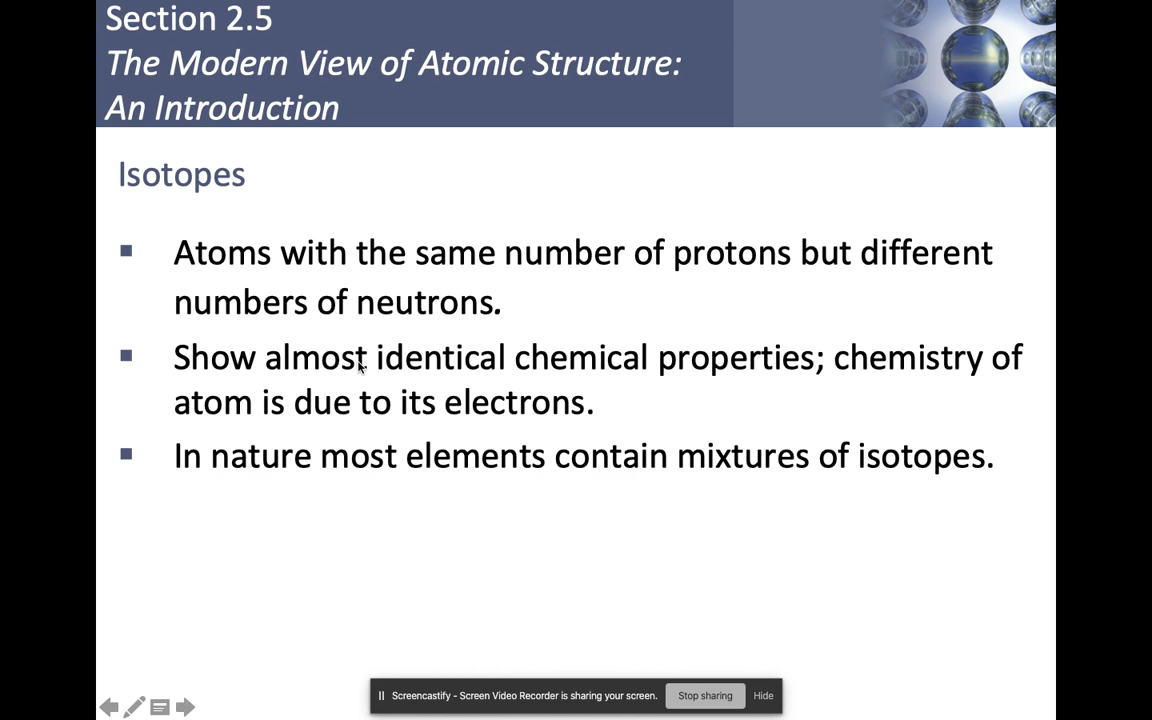 Section 2.5
The Modern View of Atomic Structure:
An Introduction
Isotopes
Atoms with the same number of protons but different
numbers of neutrons.
Show almost identical chemical properties; chemistry of
atom is due to its electrons.
In nature most elements contain mixtures of isotopes.
Screencastify - Screen Video Recorder is sharing your screen. Stop sharing Hide